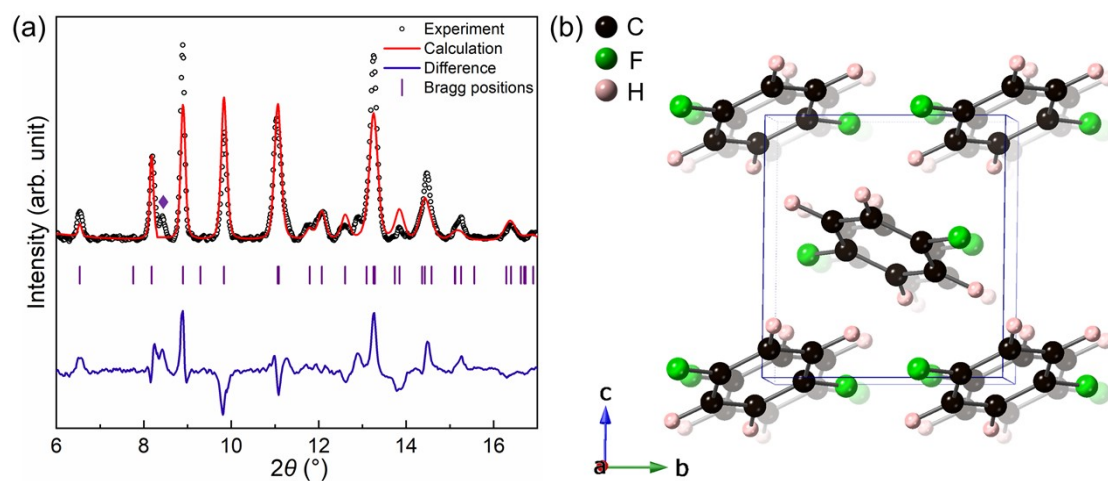 (a)
Experiment
Calculation
Difference
Bragg positions
Intensity (arb. unit)
6 8 10 12 14 16
2θ (°)
(b)
C
F
H
c
a b